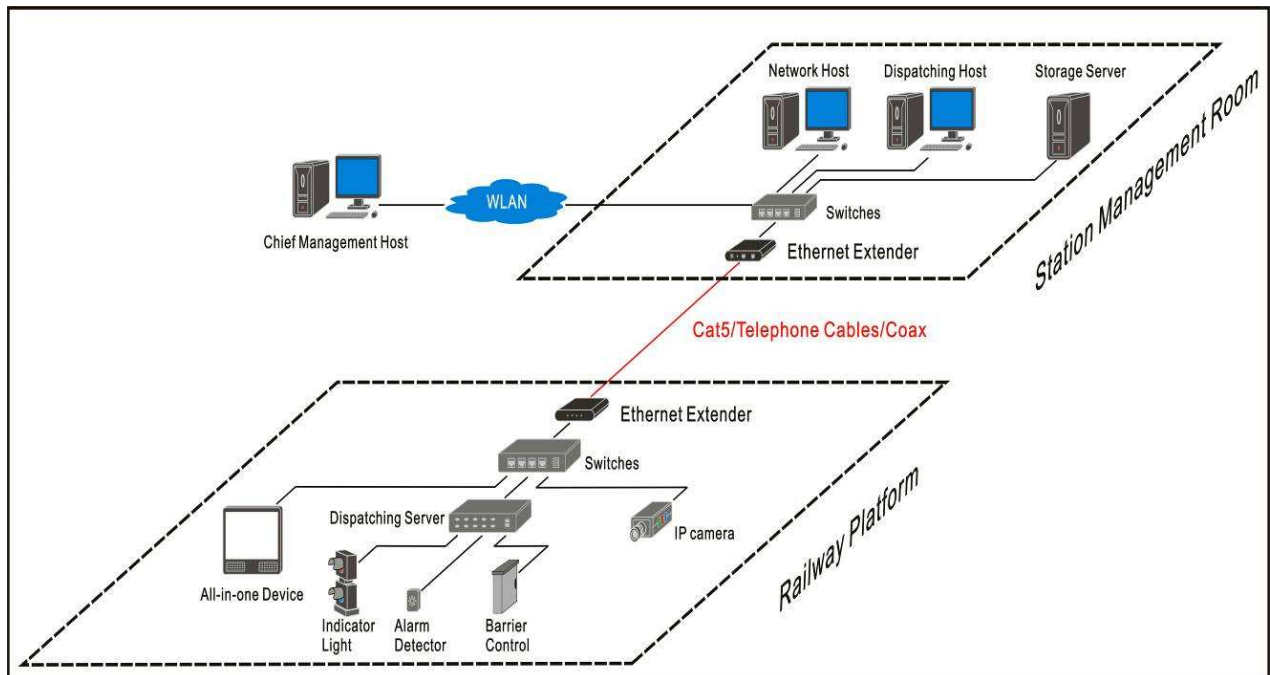 Network Host
Dispatching Host
Storage Server
Station Management Room
WLAN
Chief Management Host
Switches
Ethernet Extender
Cat5/Telephone Cables/Coax
Ethernet Extender
Switches
Dispatching Server
IP camera
Railway Platform
All-in-one Device
Indicator
Light
Alarm
Detector
Barrier
Control